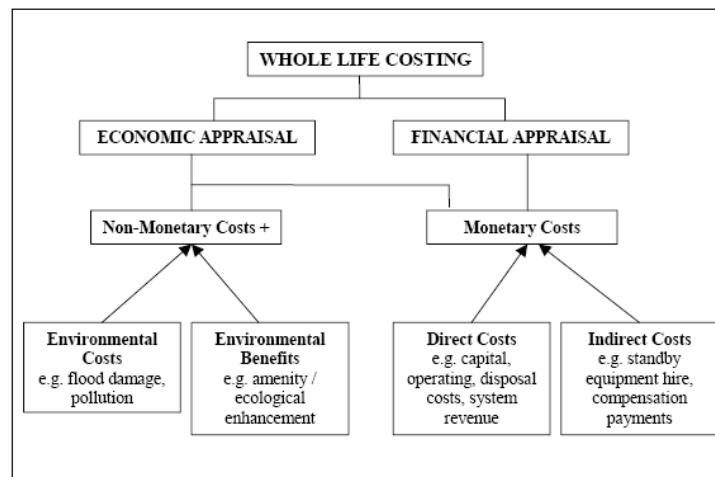 WHOLE LIFE COSTING
ECONOMIC APPRAISAL
FINANCIAL APPRAISAL
Non-Monetary Costs +
Monetary Costs
Environmental
Costs
e.g. flood damage,
pollution
Environmental
Benefits
e.g. amenity /
ecological
enhancement
Direct Costs
e.g. capital,
operating, disposal
costs, system
revenue
Indirect Costs
e.g. standby
equipment hire,
compensation
payments